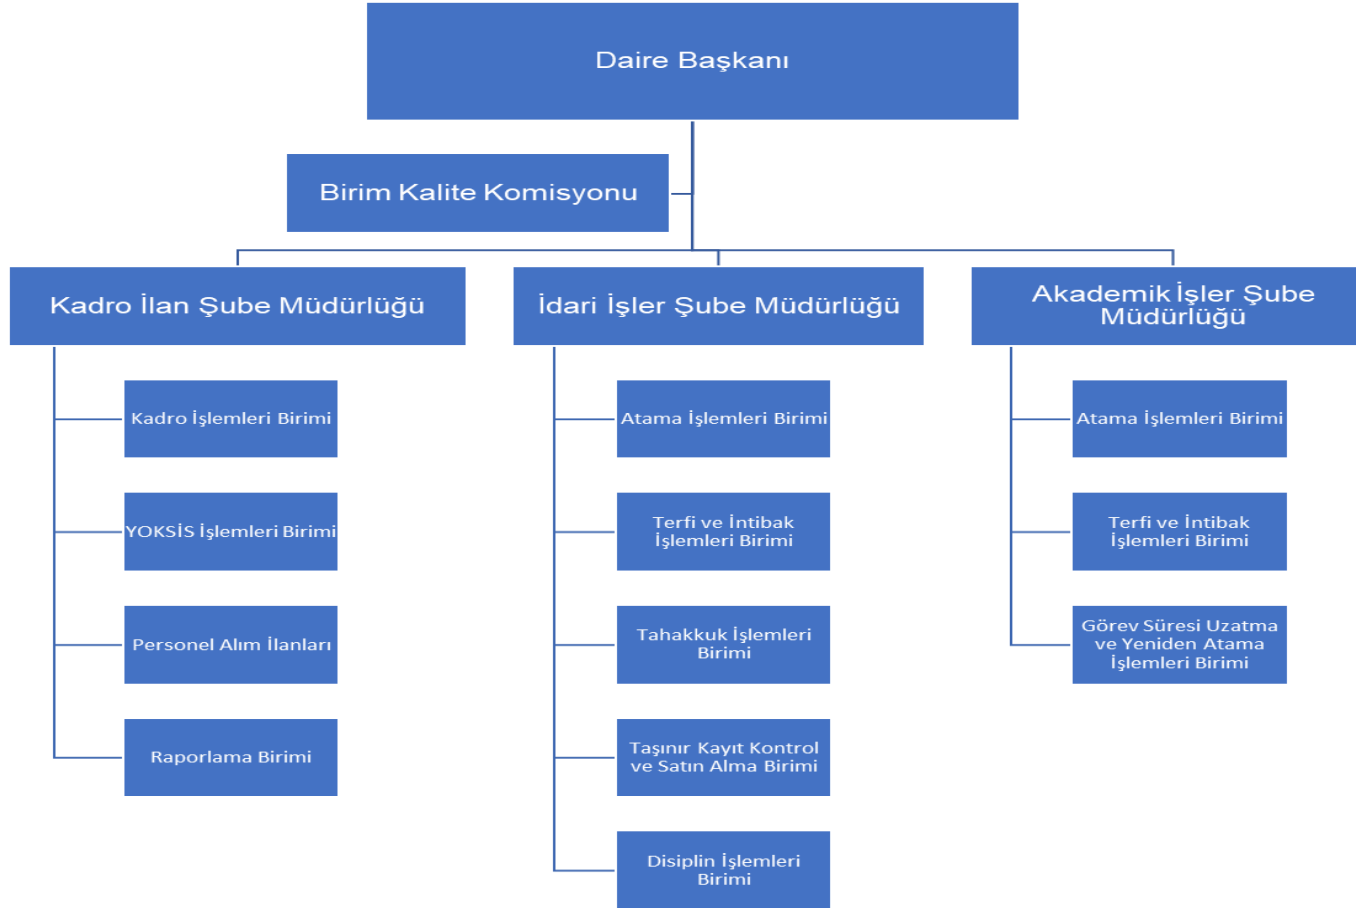 Daire Başkanı
Birim Kalite Komisyonu
Kadro İlan Şube Müdürlüğü
İdari İşler Şube Müdürlüğü
Akademik İşler Şube
Müdürlüğü
Kadro İşlemleri Birimi
YOKSİS İşlemleri Birimi
Personel Alım İlanları
Raporlama Birimi
Atama İşlemleri Birimi
Terfi ve İntibak
İşlemleri Birimi
Tahakkuk İşlemleri
Birimi
Taşınır Kayıt Kontrol
ve Satın Alma Birimi
Disiplin İşlemleri
Birimi
Atama İşlemleri Birimi
Terfi ve İntibak
İşlemleri Birimi
Görev Süresi Uzatma
ve Yeniden Atama
İşlemleri Birimi